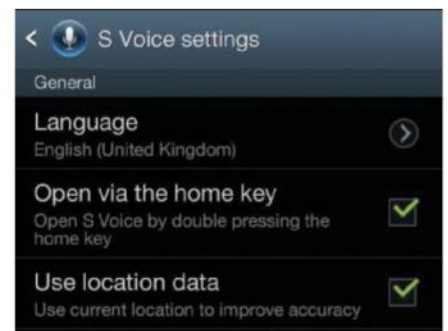 S Voice settings
General
Language
English (United Kingdom)
Open via the home key
Open S Voice by double pressing the
home key
Use location data
Use current location to improve accuracy